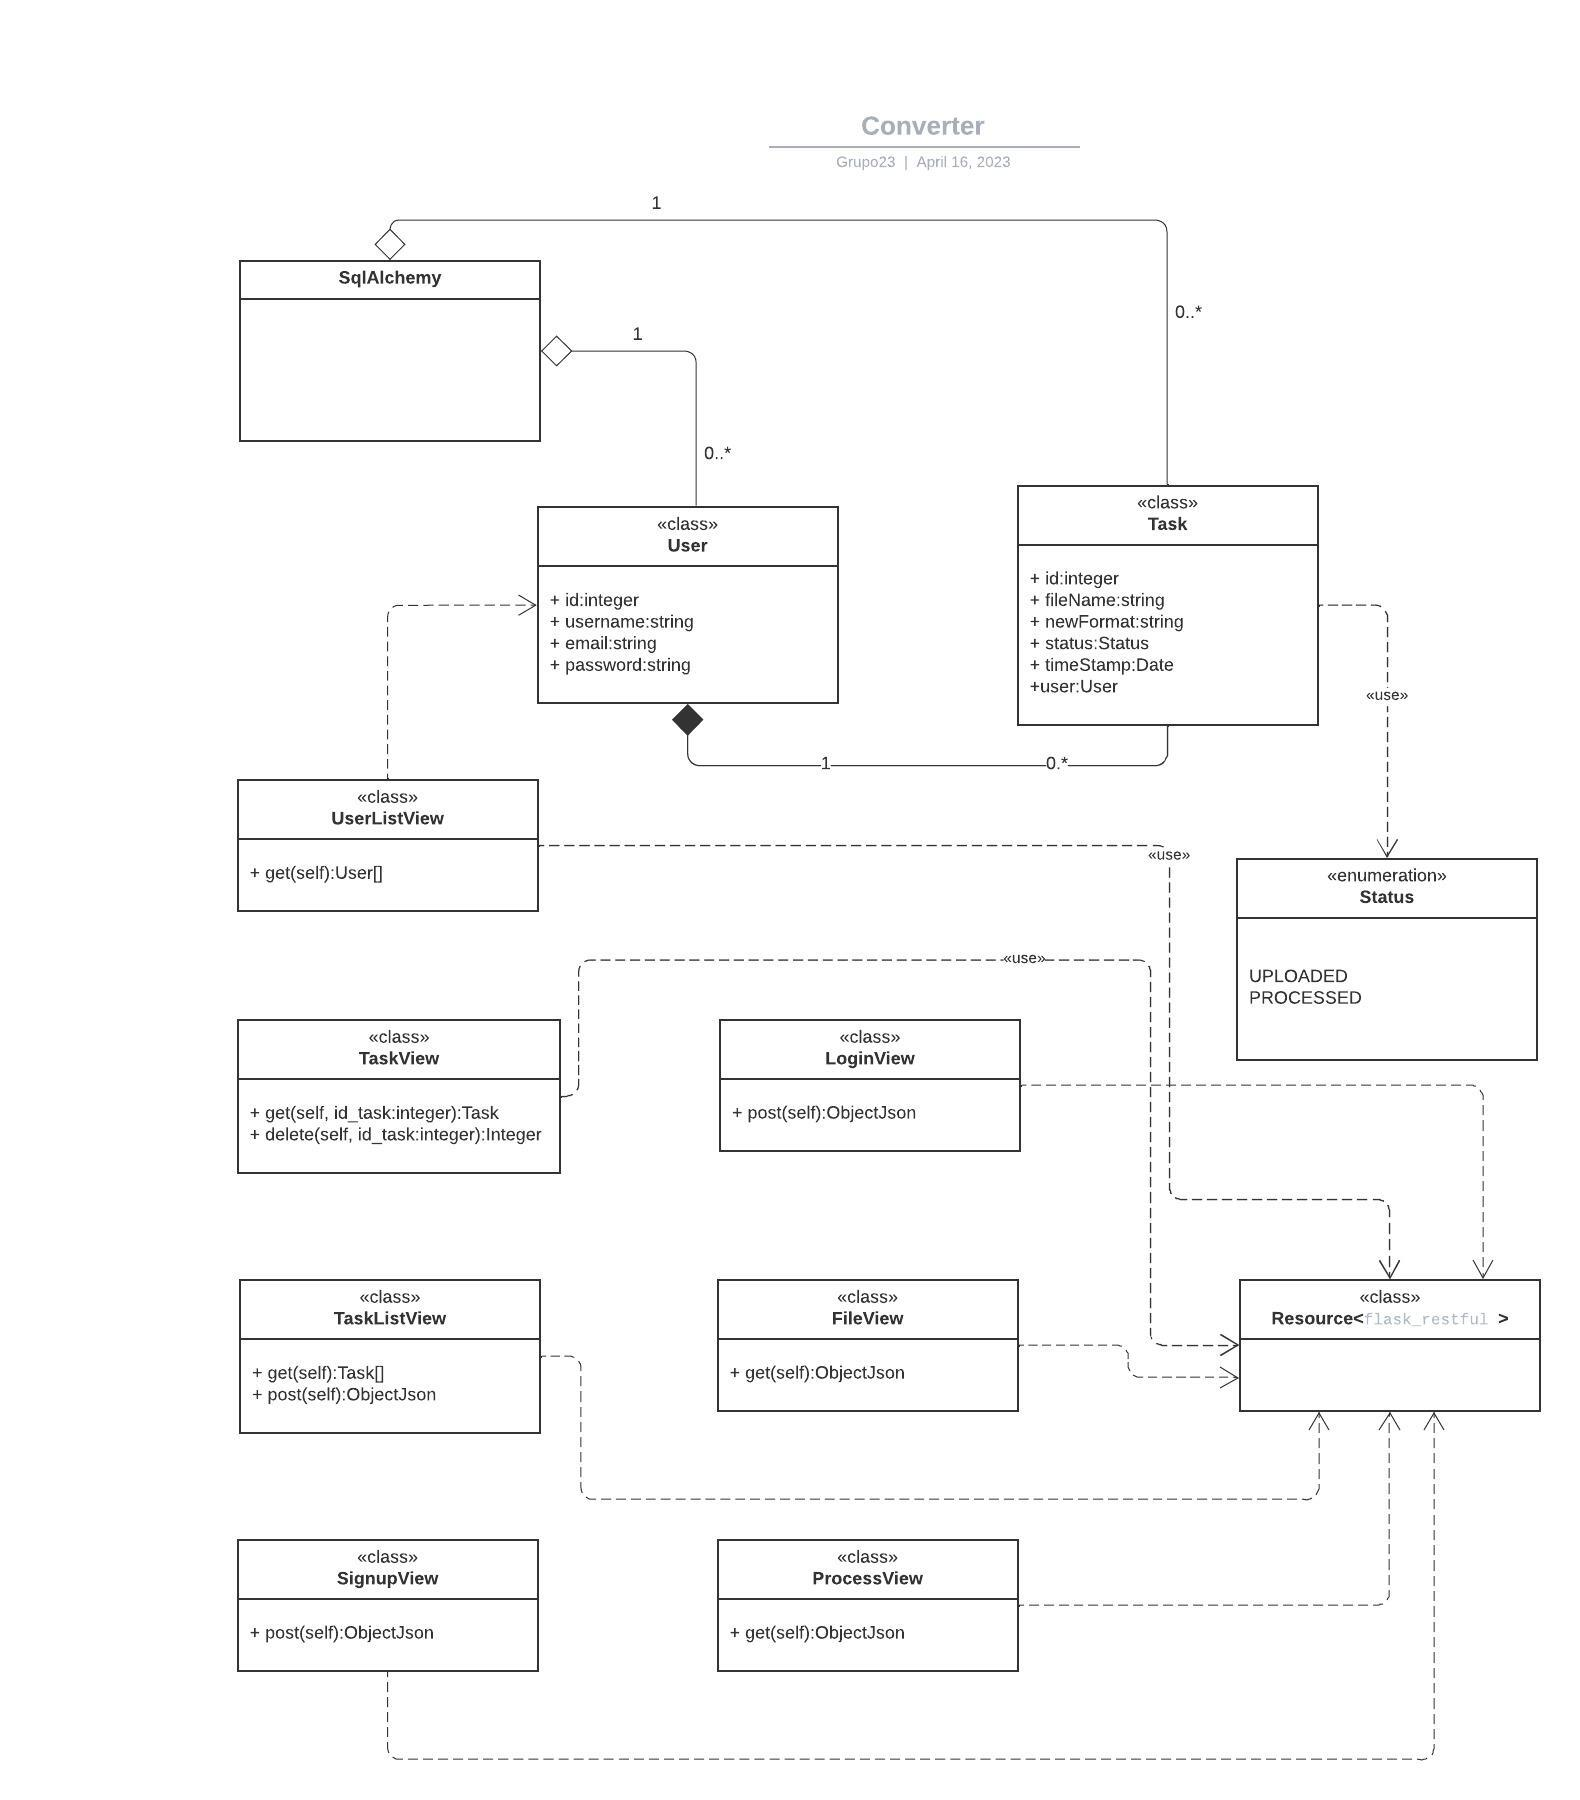 Converter
Grupo23 | April 16, 2023
1
SqlAlchemy
0..*
1
0..*
«class»
Task
«class»
User
+ id:integer
+ fileName:string
+ newFormat:string
+ status:Status
+ timeStamp:Date
+user:User
+ id:integer
+ username:string
+ email:string
+ password:string
«use»
1
0.*
«class»
UserListView
+ get(self):User[]
«use»
«enumeration»
Status
UPLOADED
PROCESSED
«use»
«class»
TaskView
+ get(self, id_task:integer):Task
+ delete(self, id_task:integer):Integer
«class»
LoginView
+ post(self):ObjectJson
«class»
TaskListView
+ get(self):Task[]
+ post(self):ObjectJson
«class»
FileView
+ get(self):ObjectJson
«class»
Resource<flask_restful >
«class»
SignupView
+ post(self):ObjectJson
«class»
ProcessView
+ get(self):ObjectJson